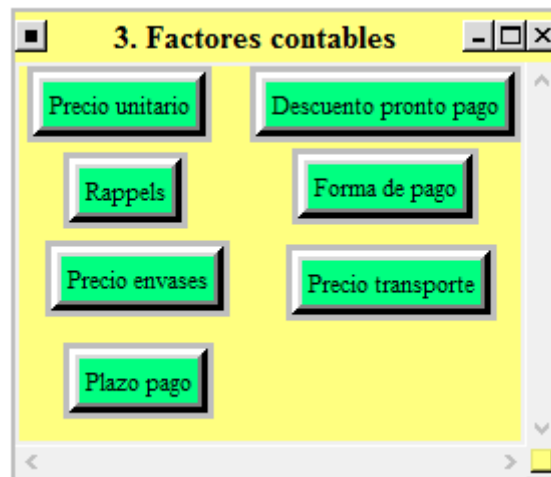 3. Factores contables
Precio unitario
Descuento pronto pago
Rappels
Forma de pago
Precio envases
Precio transporte
Plazo pago